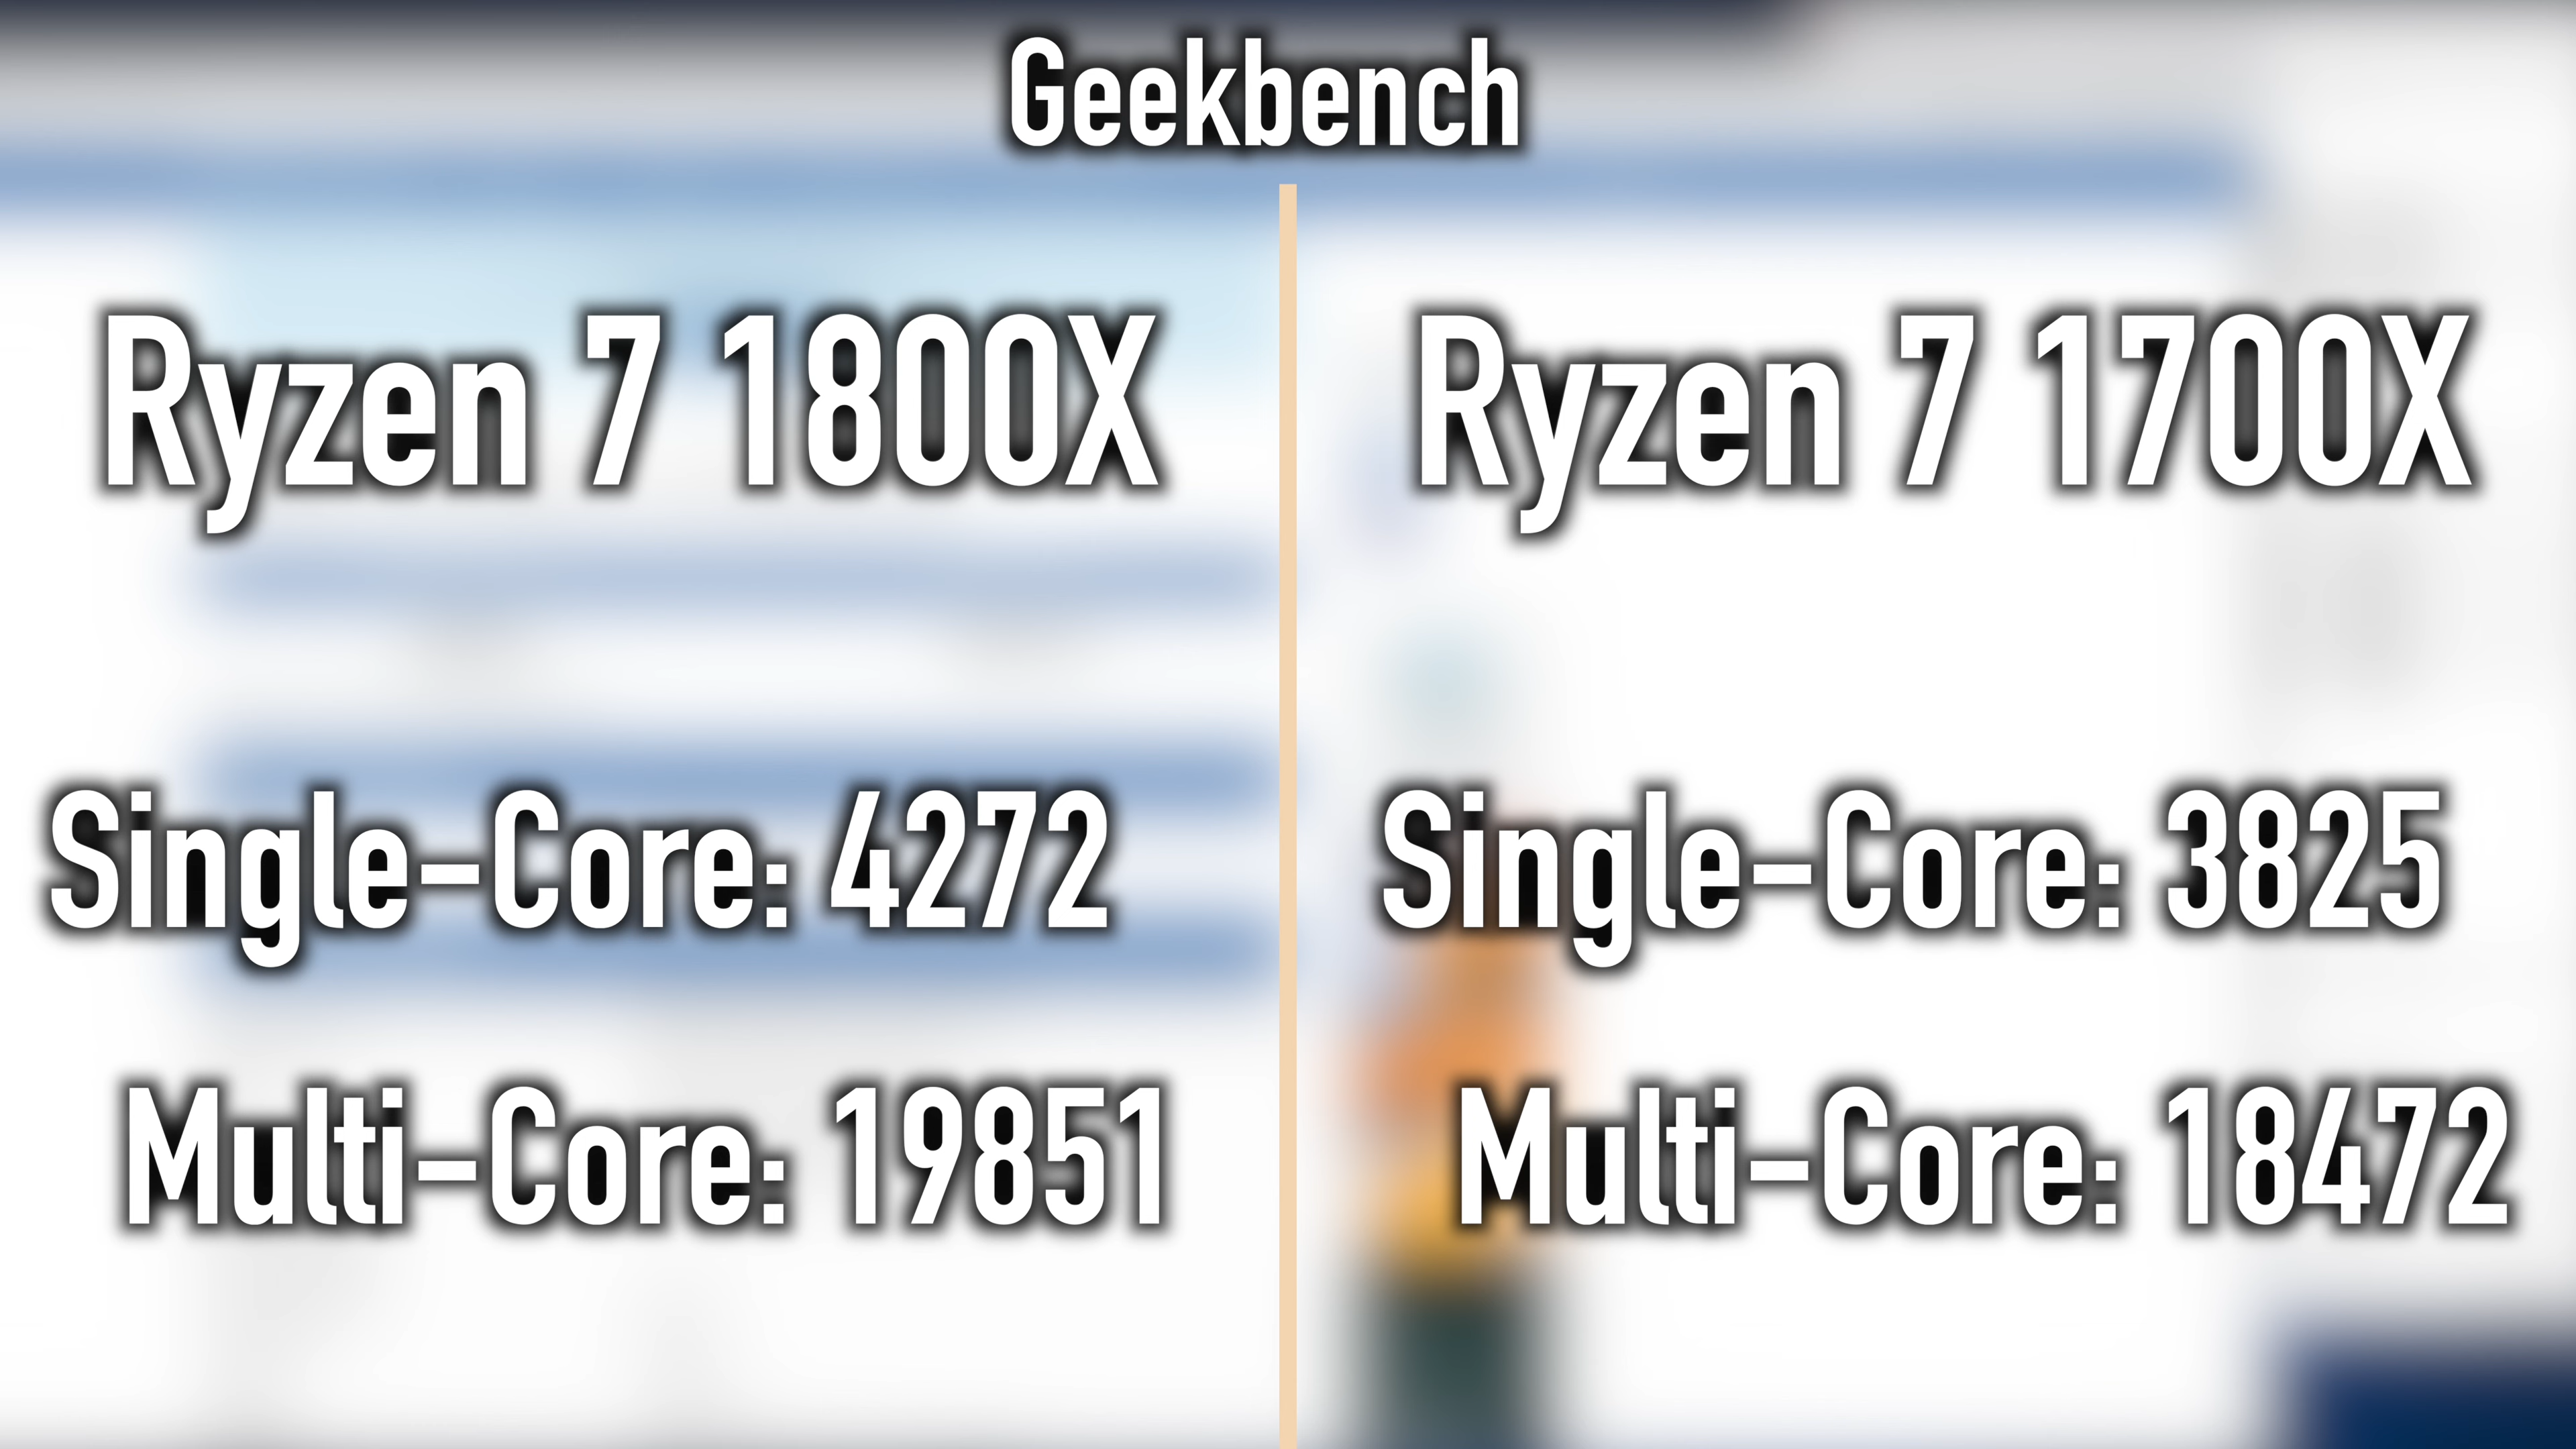 Geekbench
Ryzen 7 1800X
Single-Core: 4272
Multi-Core: 19851
Ryzen 7 1700X
Single-Core: 3825
Multi-Core: 18472